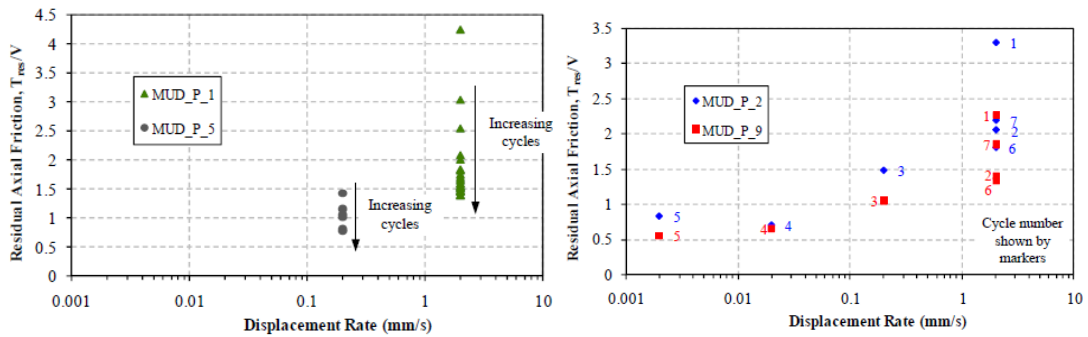 4.5
4
3.5
3
2.5
2
1.5
1
0.5
0
Residual Axial Friction, Tres/V
MUD_P_1
MUD_P_5
Increasing
cycles
Increasing
cycles
0.001 0.01 0.1 1 10
Displacement Rate (mm/s)
3.5
3
2.5
2
1.5
1
0.5
0
Residual Axial Friction, Tres/V
MUD_P_2
MUD_P_9
1
1 7
2
7 6
2
6
3
3
4 4
5
5
Cycle number
shown by
markers
0.001 0.01 0.1 1 10
Displacement Rate (mm/s)